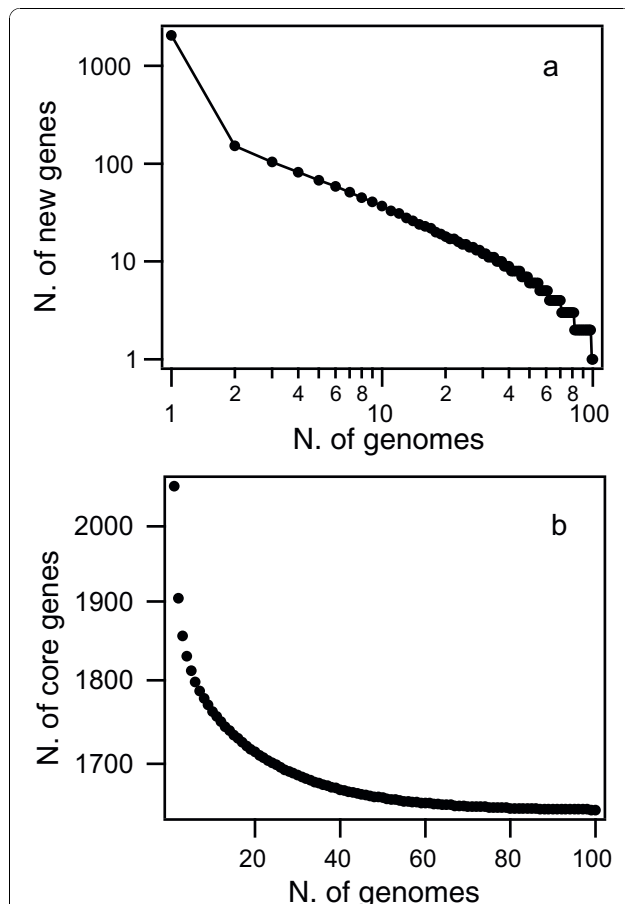 a
N. of new genes
1000
100
10
1
2 4 6 8 2 4 6 8
1 10 100
N. of genomes
b
N. of core genes
2000
1900
1800
1700
20 40 60 80 100
N. of genomes